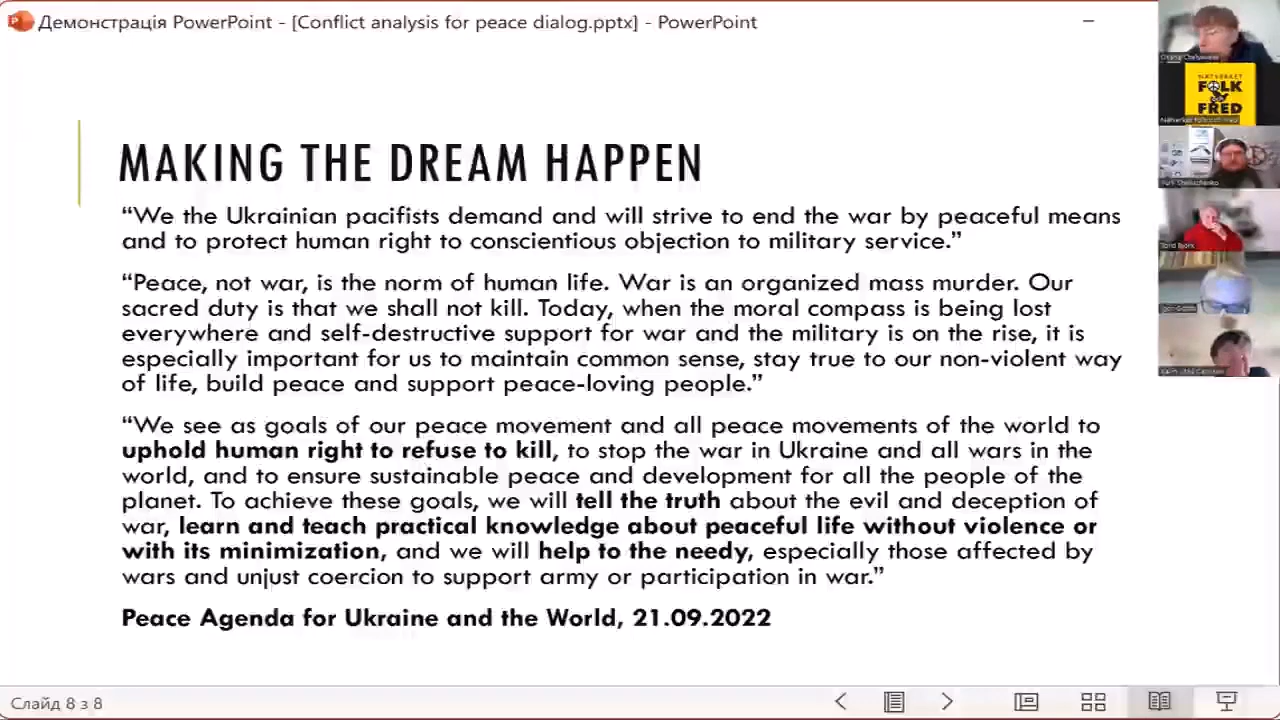 Демонстрація PowerPoint - [Conflict analysis for peace dialog.pptx] - PowerPoint
MAKING THE DREAM HAPPEN
“We the Ukrainian pacifists demand and will strive to end the war by peaceful means
and to protect human right to conscientious objection to military service.”
“Peace, not war, is the norm of human life. War is an organized mass murder. Our
sacred duty is that we shall not kill. Today, when the moral compass is being lost
everywhere and self-destructive support for war and the military is on the rise, it is
especially important for us to maintain common sense, stay true to our non-violent way
of life, build peace and support peace-loving people.”
“We see as goals of our peace movement and all peace movements of the world to
uphold human right to refuse to kill, to stop the war in Ukraine and all wars in the
world, and to ensure sustainable peace and development for all the people of the
planet. To achieve these goals, we will tell the truth about the evil and deception of
war, learn and teach practical knowledge about peaceful life without violence or
with its minimization, and we will help to the needy, especially those affected by
wars and unjust coercion to support army or participation in war.”
Peace Agenda for Ukraine and the World, 21.09.2022
Слайд 8 з 8
NÄTVERKET
FOLK
FRED